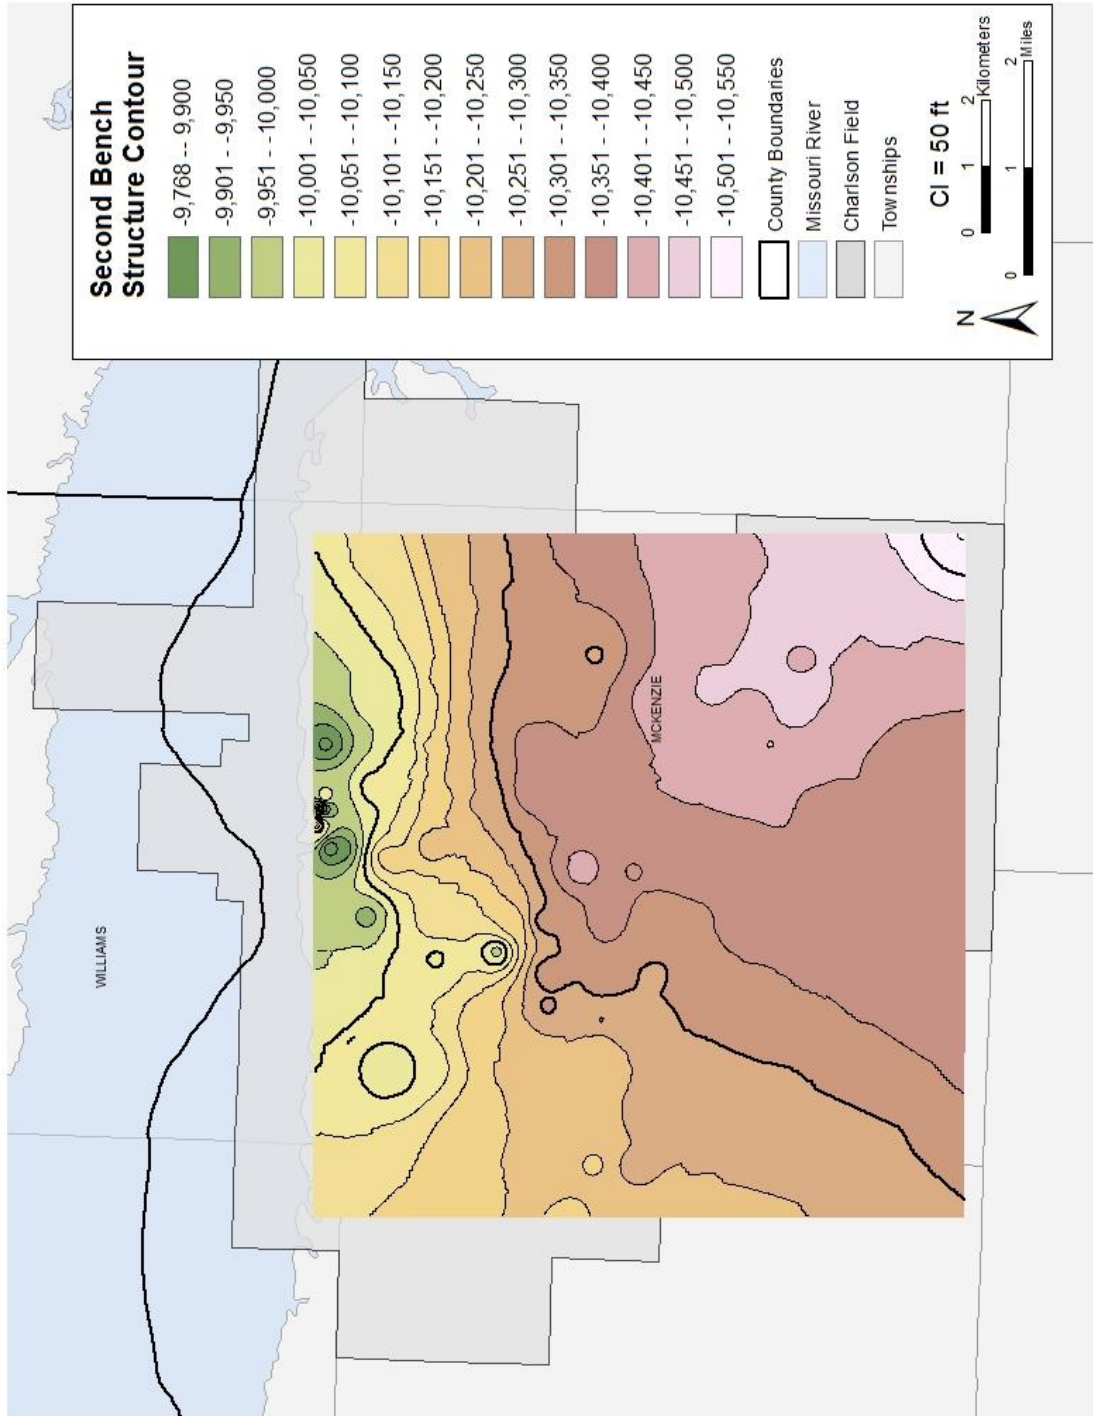 Second Bench
Structure Contour
-9,768 - -9,900
-9,901 - -9,950
-9,951 - -10,000
-10,001 - -10,050
-10,051 - -10,100
-10,101 - -10,150
-10,151 - -10,200
-10,201 - -10,250
-10,251 - -10,300
-10,301 - -10,350
-10,351 - -10,400
-10,401 - -10,450
-10,451 - -10,500
-10,501 - -10,550
County Boundaries
Missouri River
Charlson Field
Townships
CI = 50 ft
N
0 1 2 Kilometers
0 1 2 Miles
WILLIAMS
MCKENZIE